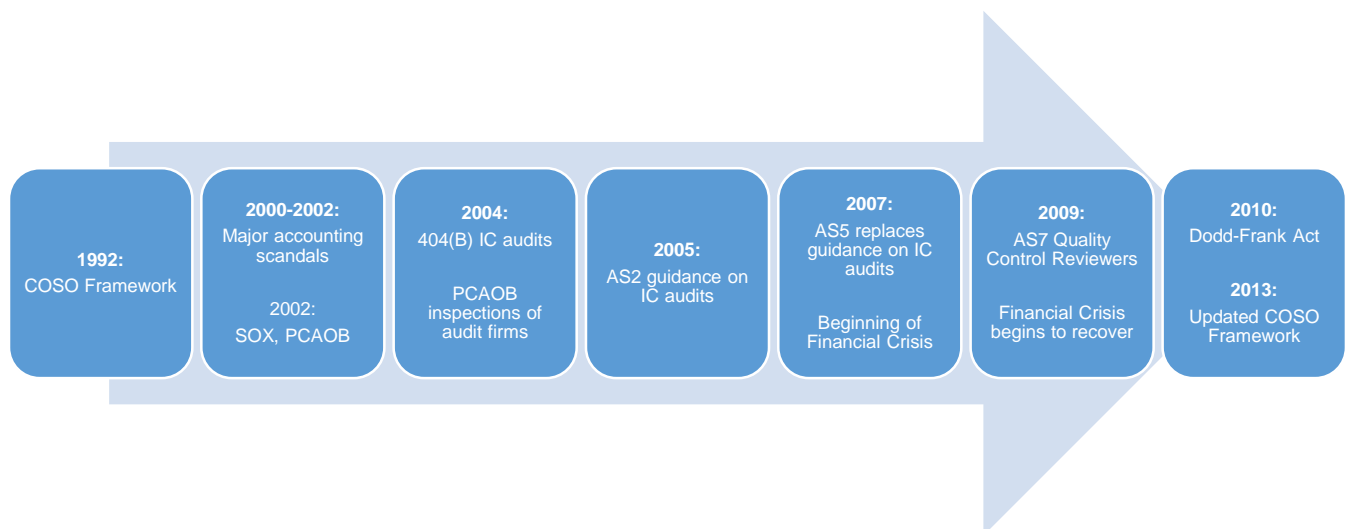 1992:
COSO Framework
2000-2002:
Major accounting
scandals
2002:
SOX, PCAOB
2004:
404(B) IC audits
PCAOB
inspections of
audit firms
2005:
AS2 guidance on
IC audits
2007:
AS5 replaces
guidance on IC
audits
Beginning of
Financial Crisis
2009:
AS7 Quality
Control Reviewers
Financial Crisis
begins to recover
2010:
Dodd-Frank Act
2013:
Updated COSO
Framework